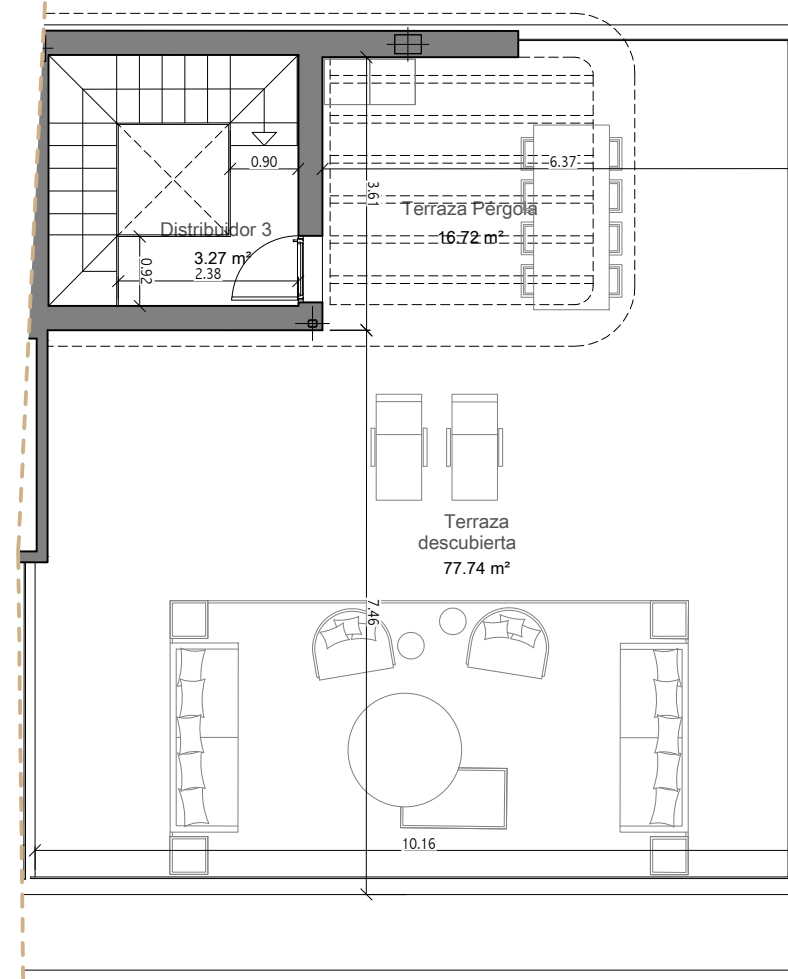 0.90
6.37
3.61
Terraza Pérgola
16.72 m²
Distribuidor 3
3.27 m²
2.38
0.92
Terraza
descubierta
77.74 m²
7.46
10.16